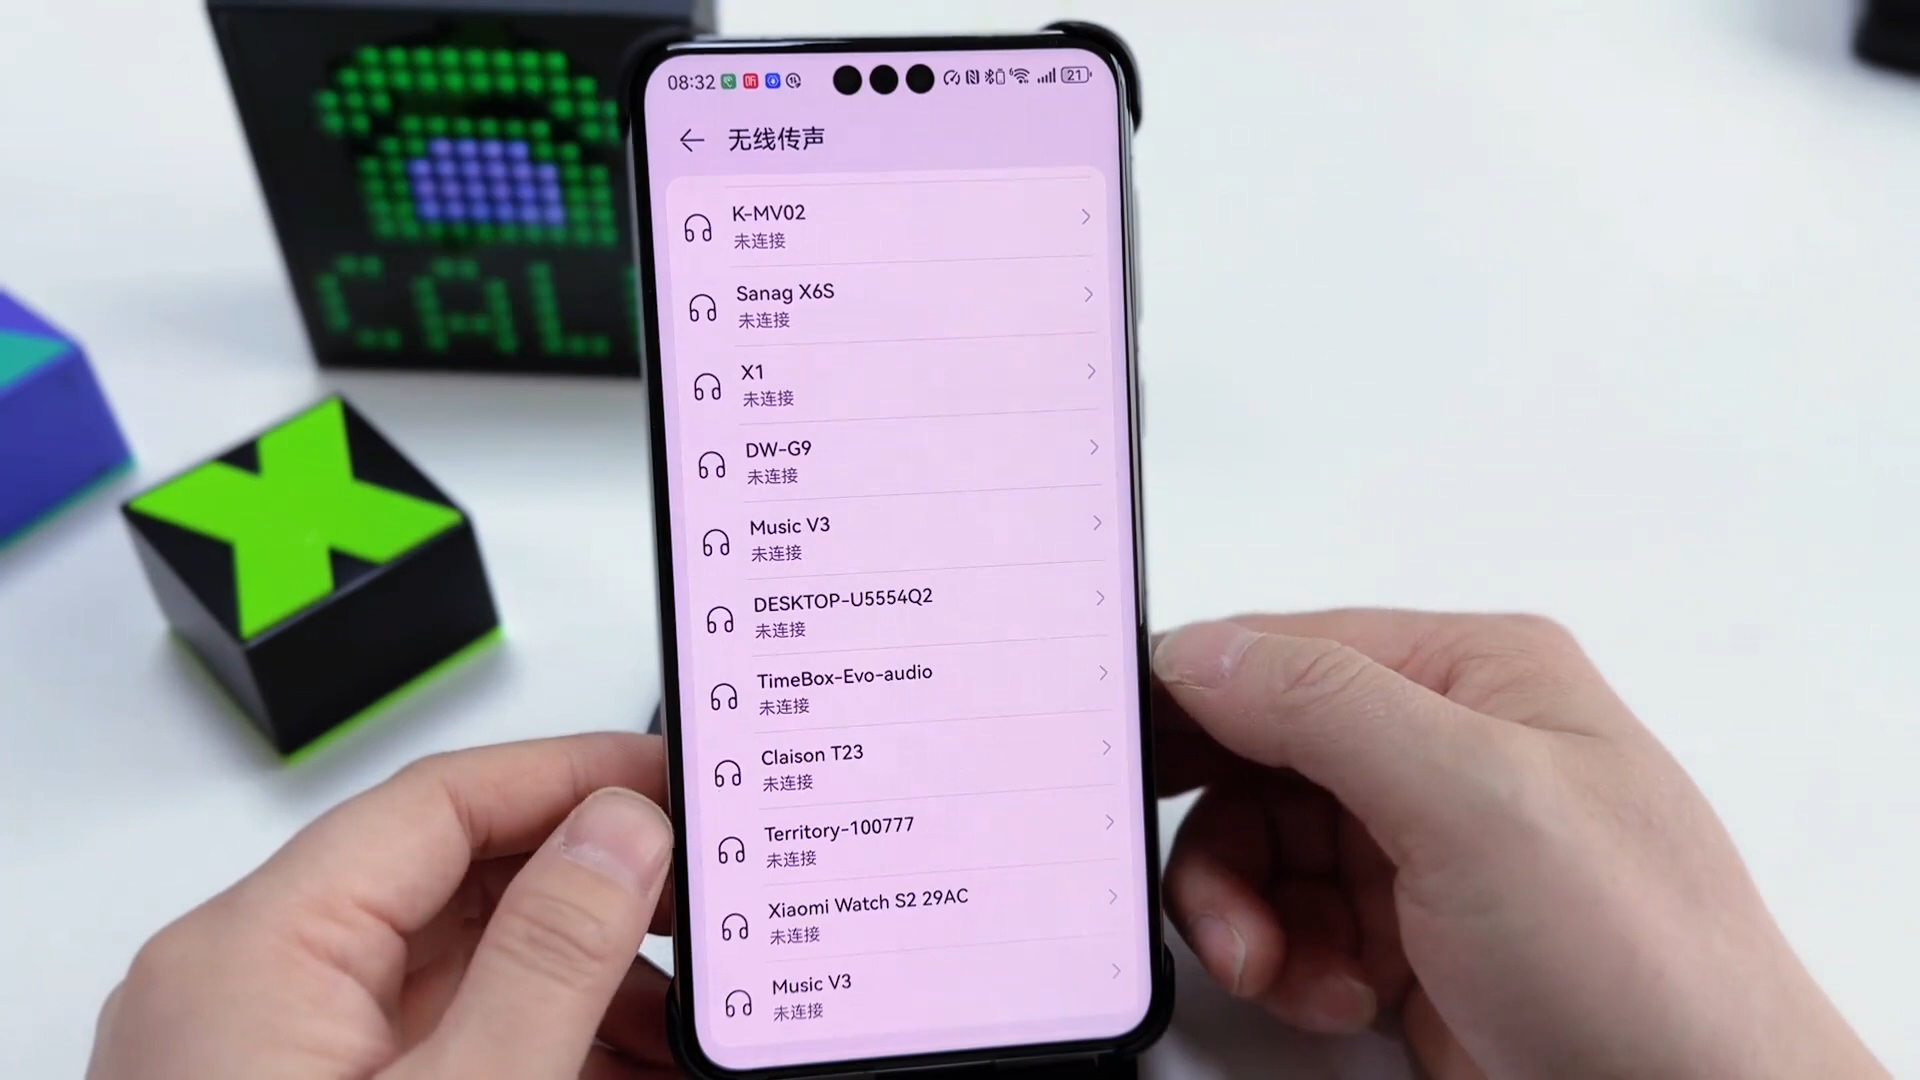 08:32
21
无线传声
K-MV02
未连接
Sanag X6S
未连接
X1
未连接
DW-G9
未连接
Music V3
未连接
DESKTOP-U5554Q2
未连接
TimeBox-Evo-audio
未连接
Claison T23
未连接
Territory-100777
未连接
Xiaomi Watch S2 29AC
未连接
Music V3
未连接
CAL
X